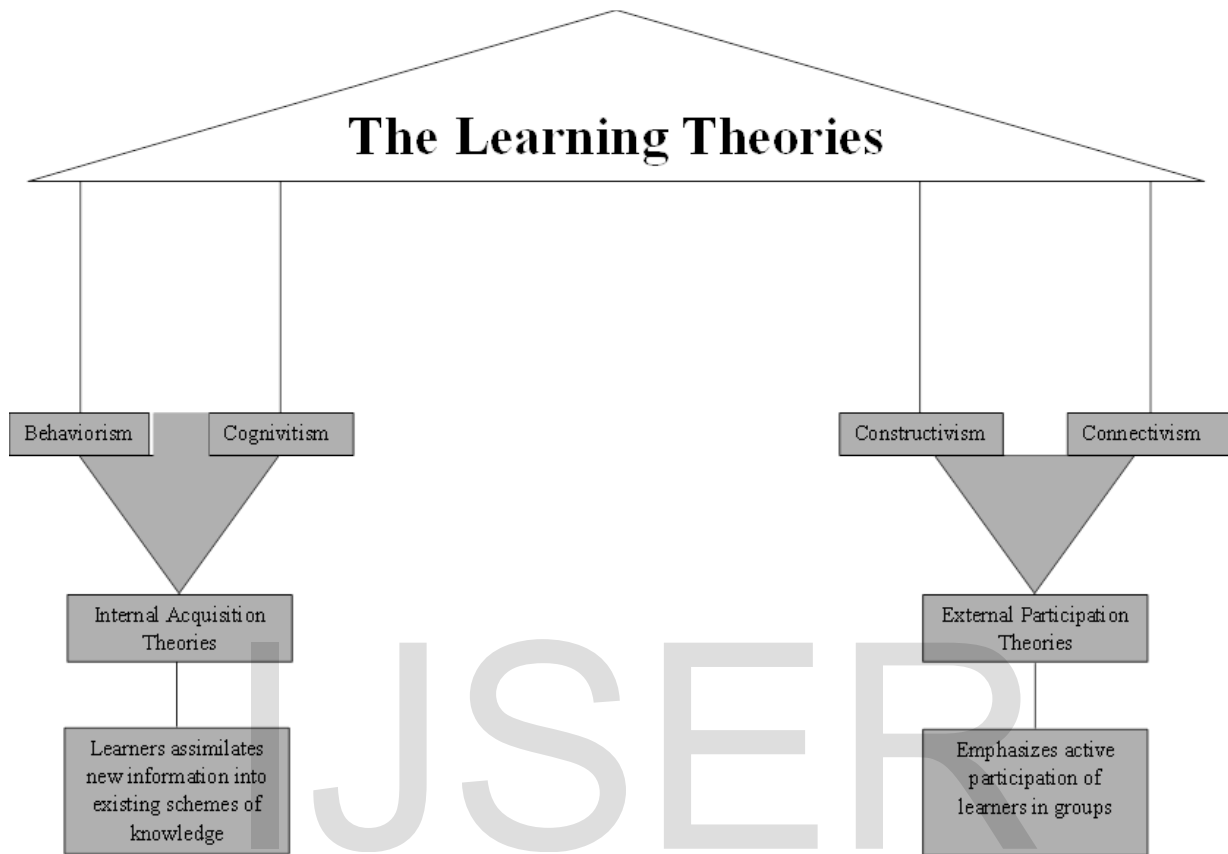 The Learning Theories
Behaviorism
Cognivitism
Constructivism
Connectivism
Internal Acquisition
Theories
External Participation
Theories
Learners assimilates
new information into
existing schemes of
knowledge
Emphasizes active
participation of
learners in groups
IJSER